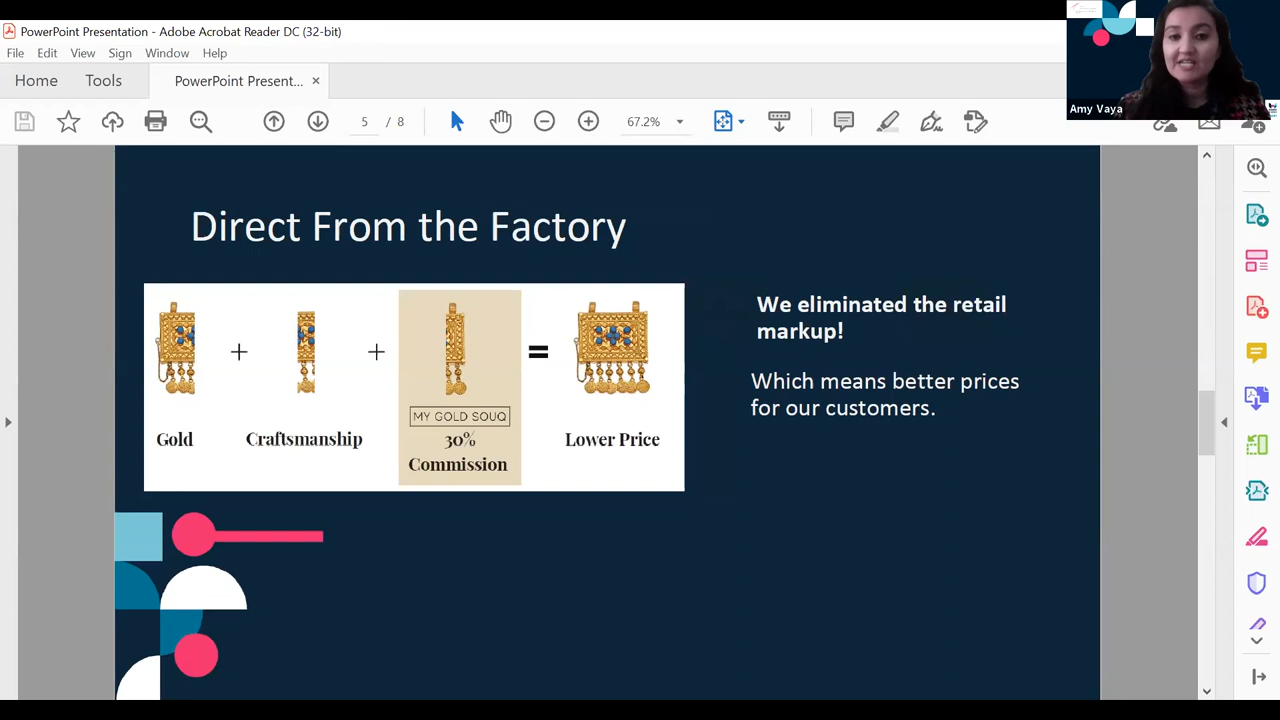 PowerPoint Presentation - Adobe Acrobat Reader DC (32-bit)
File Edit View Sign Window Help
Home Tools PowerPoint Present... ×
5 / 8 67.2%
Amy Vaya
Direct From the Factory
We eliminated the retail
markup!
Which means better prices
for our customers.
+ + =
MY GOLD SOUQ
Gold Craftsmanship 30% Lower Price
Commission